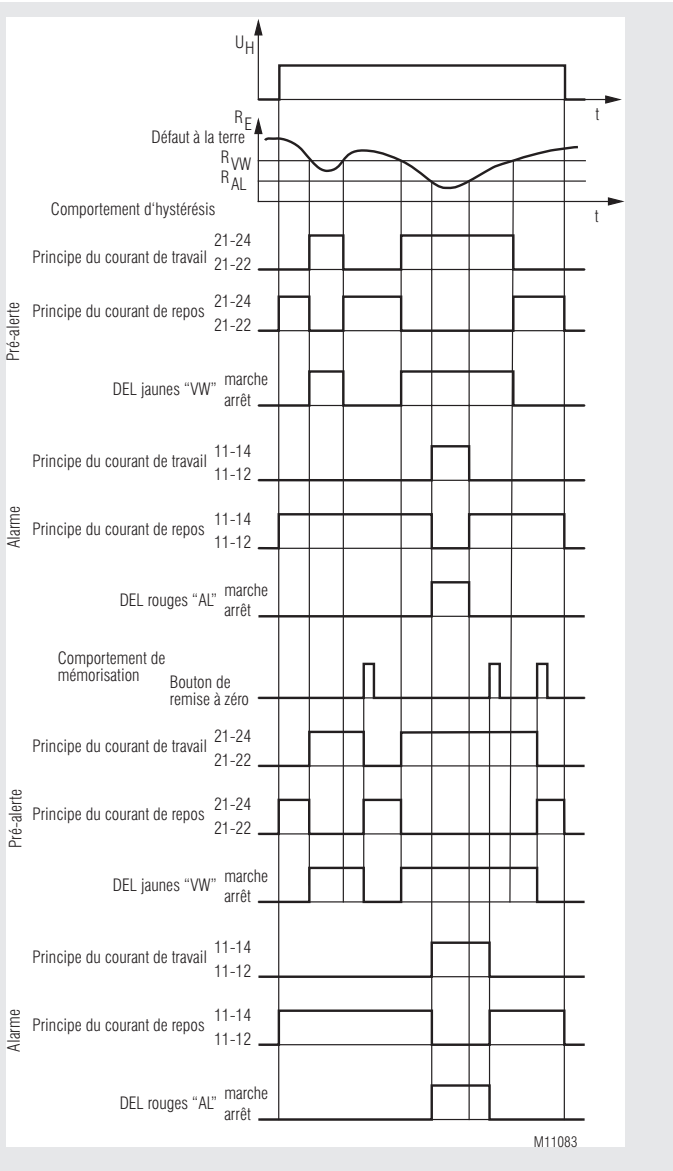 UH
t
RE
Défaut à la terre
RVW
RAL
t
Comportement d'hystérésis
Pré-alerte
Principe du courant de travail 21-24
21-22
Principe du courant de repos 21-24
21-22
DEL jaunes “VW” marche
arrêt
Alarme
Principe du courant de travail 11-14
11-12
Principe du courant de repos 11-14
11-12
DEL rouges “AL” marche
arrêt
Comportement de
mémorisation
Bouton de
remise à zéro
Pré-alerte
Principe du courant de travail 21-24
21-22
Principe du courant de repos 21-24
21-22
DEL jaunes “VW” marche
arrêt
Alarme
Principe du courant de travail 11-14
11-12
Principe du courant de repos 11-14
11-12
DEL rouges “AL” marche
arrêt
M11083